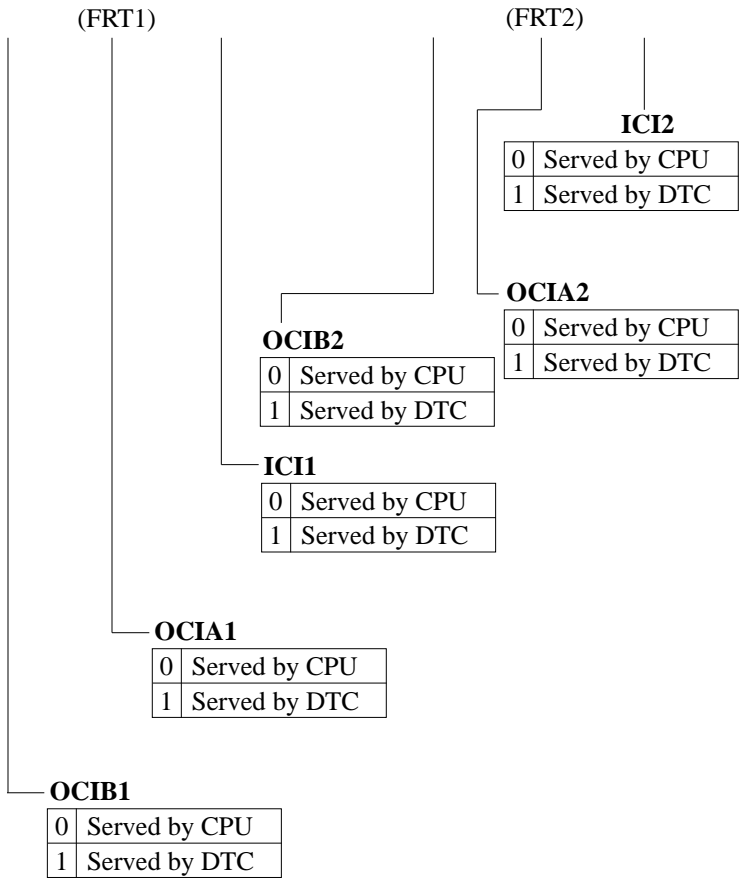 (FRT1) (FRT2)
ICI2
0 Served by CPU
1 Served by DTC
OCIA2
0 Served by CPU
1 Served by DTC
OCIB2
0 Served by CPU
1 Served by DTC
ICI1
0 Served by CPU
1 Served by DTC
OCIA1
0 Served by CPU
1 Served by DTC
OCIB1
0 Served by CPU
1 Served by DTC